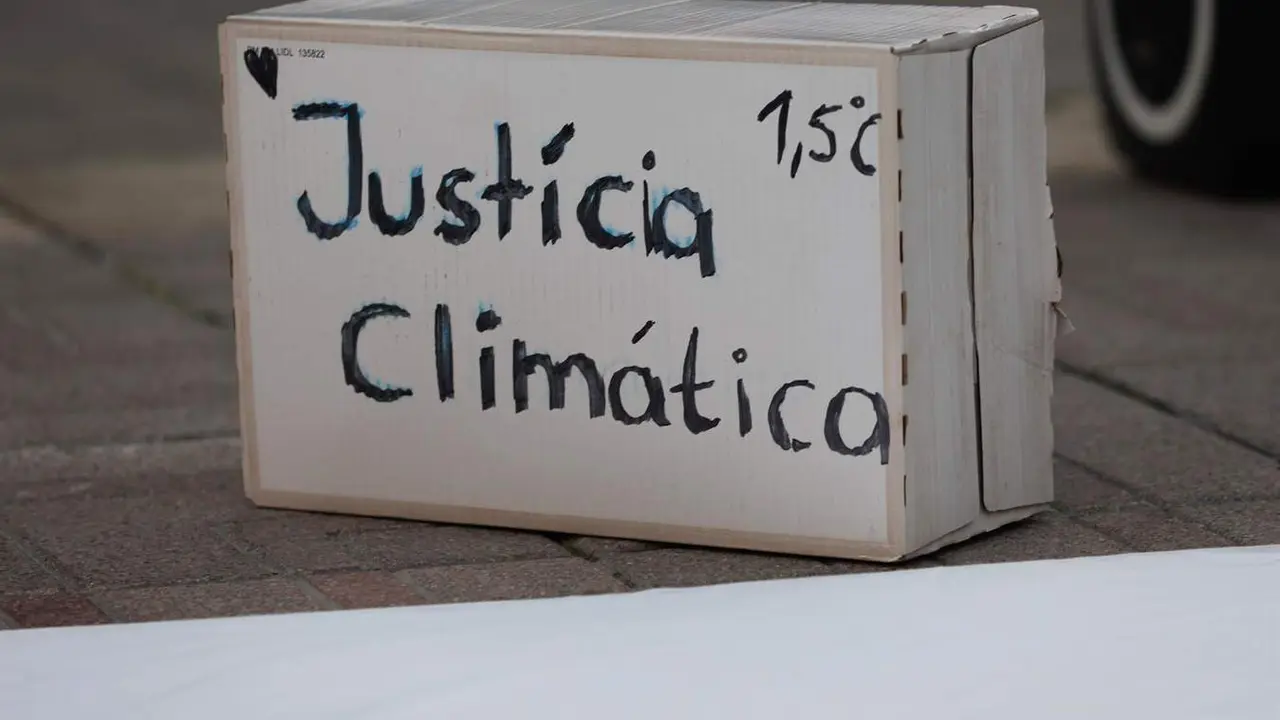 LIDL 135822
1,5°C
Justícia
Climática